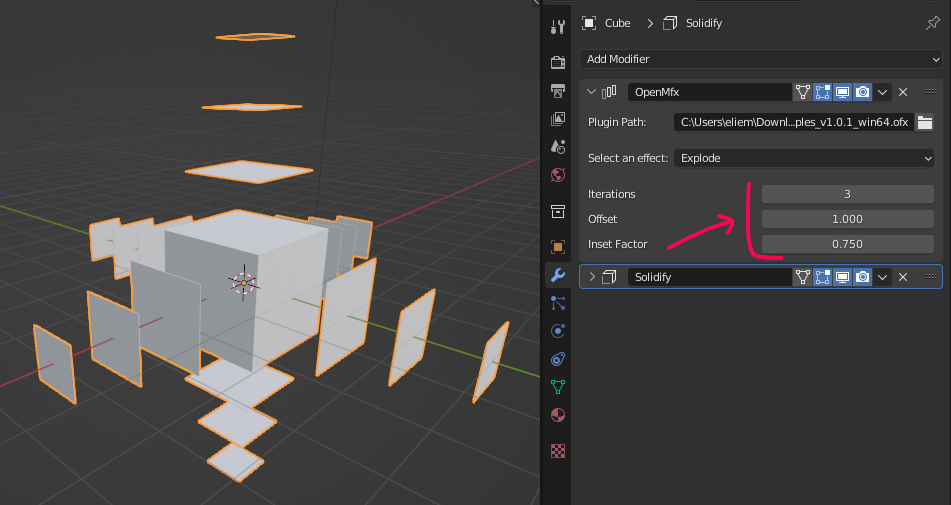 Cube > Solidify
Add Modifier
OpenMfx
Plugin Path: C:\Users\eliem\Downl...ples_v1.0.1_win64.ofx
Select an effect: Explode
Iterations 3
Offset 1.000
Inset Factor 0.750
Solidify